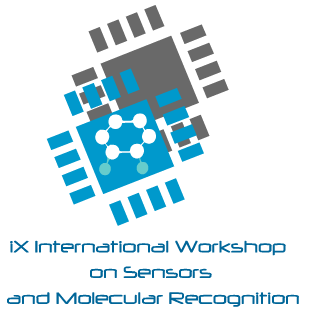 iX International Workshop
on Sensors
and Molecular Recognition